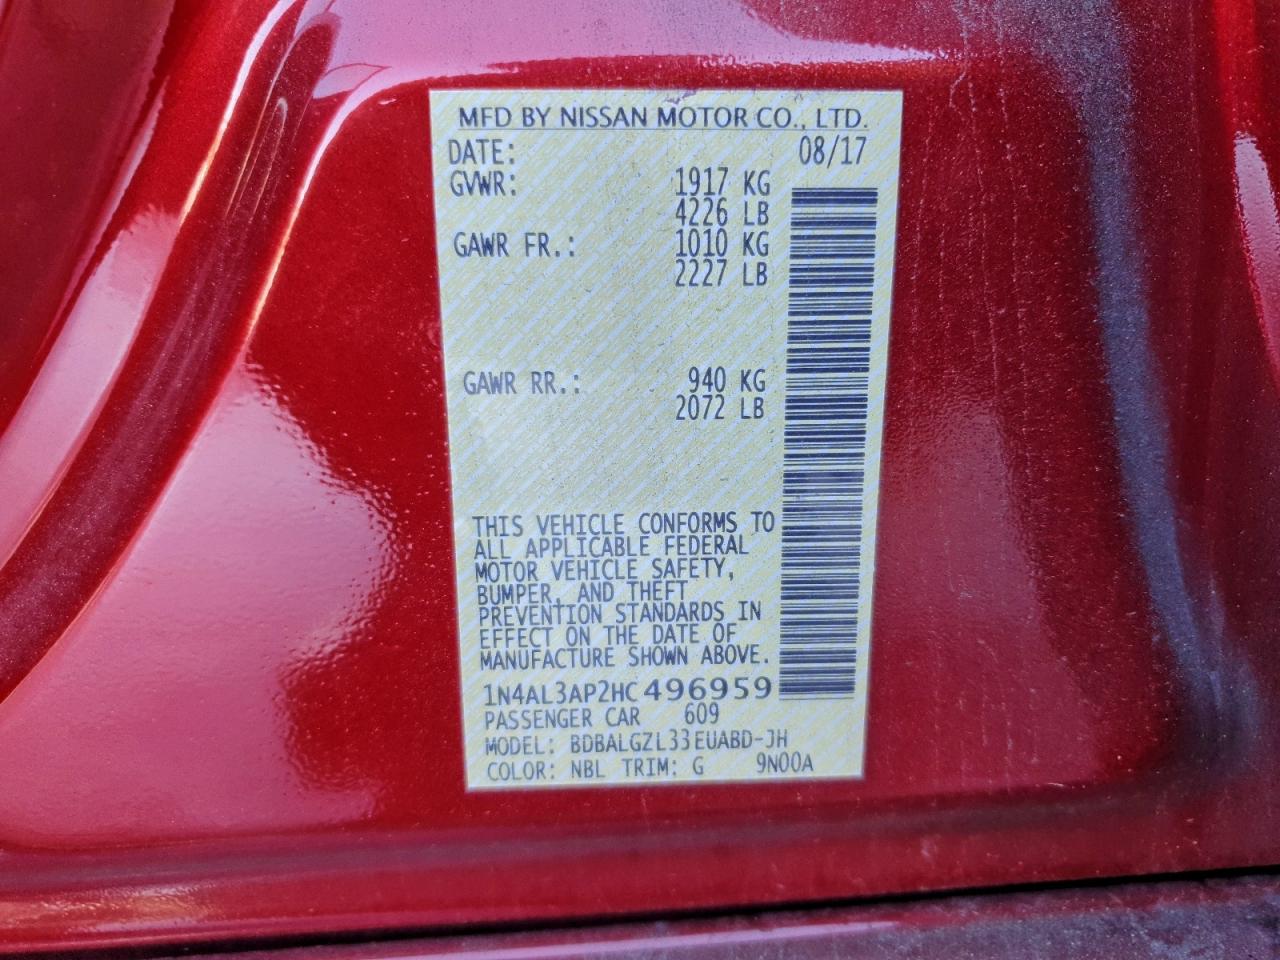 MFD BY NISSAN MOTOR CO., LTD.
DATE: 08/17
GVWR: 1917 KG
4226 LB
GAWR FR.: 1010 KG
2227 LB
GAWR RR.: 940 KG
2072 LB
THIS VEHICLE CONFORMS TO
ALL APPLICABLE FEDERAL
MOTOR VEHICLE SAFETY,
BUMPER, AND THEFT
PREVENTION STANDARDS IN
EFFECT ON THE DATE OF
MANUFACTURE SHOWN ABOVE.
1N4AL3AP2HC496959
PASSENGER CAR 609
MODEL: BDBALGZL33EUABD-JH
COLOR: NBL TRIM: G 9N00A